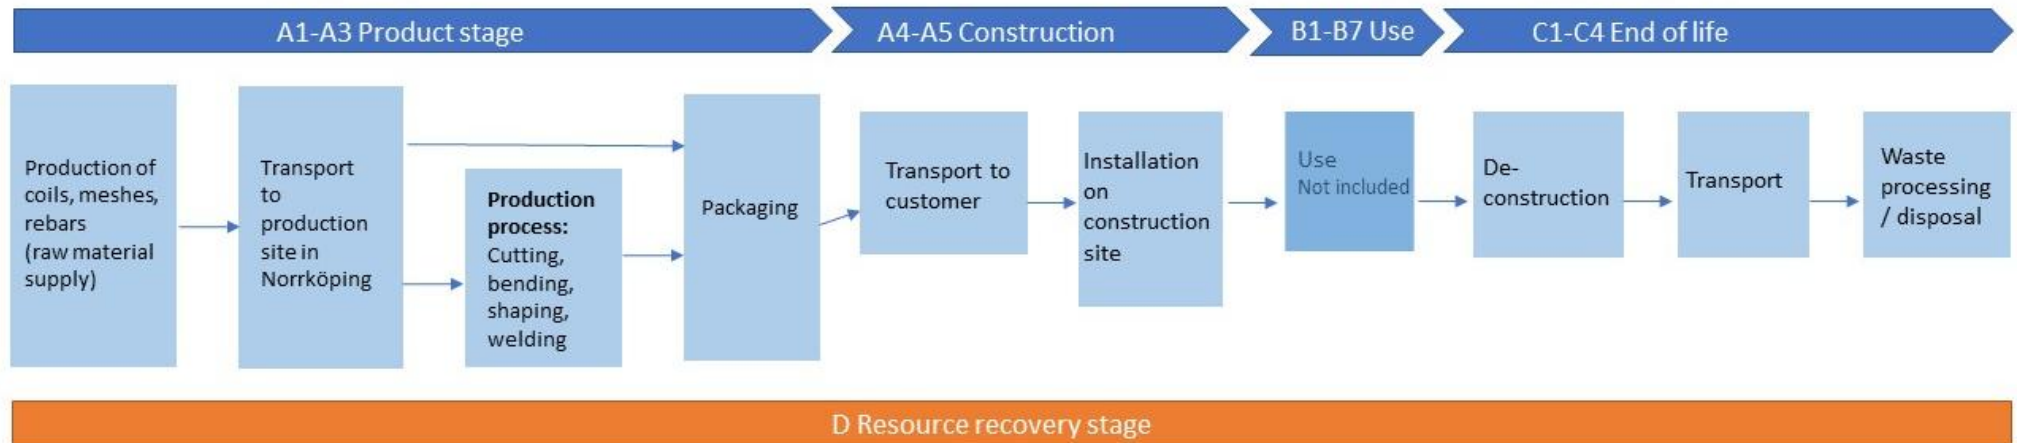 A1-A3 Product stage
A4-A5 Construction
B1-B7 Use
C1-C4 End of life
Production of
coils, meshes,
rebars
(raw material
supply)
Transport
to
production
site in
Norrköping
Production
process:
Cutting,
bending,
shaping,
welding
Packaging
Transport to
customer
Installation
on
construction
site
Use
Not included
De-
construction
Transport
Waste
processing
/ disposal
D Resource recovery stage